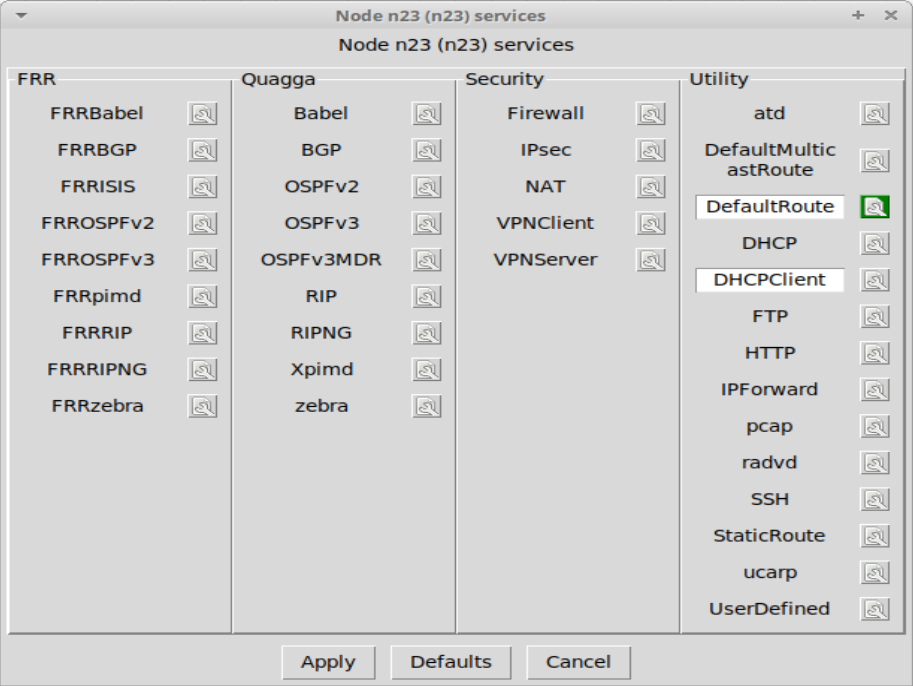 Node n23 (n23) services
Node n23 (n23) services
FRR
FRRBabel
FRRBGP
FRRISIS
FRROSPFv2
FRROSPFv3
FRRpimd
FRRRIP
FRRRIPNG
FRRzebra
Quagga
Babel
BGP
OSPFv2
OSPFv3
OSPFv3MDR
RIP
RIPNG
Xpimd
zebra
Security
Firewall
IPsec
NAT
VPNClient
VPNServer
Utility
atd
DefaultMultic
astRoute
DefaultRoute
DHCP
DHCPClient
FTP
HTTP
IPForward
pcap
radvd
SSH
StaticRoute
ucarp
UserDefined
Apply
Defaults
Cancel